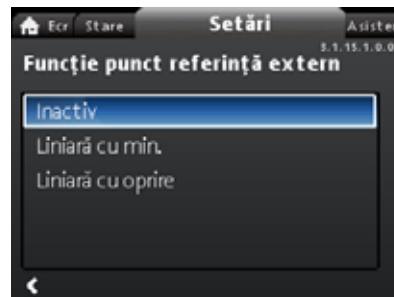 Ecr Stare Setări Asiste
3.1.15.1.0.0
Funcție punct referință extern
Inactiv
Liniară cu min.
Liniară cu oprire